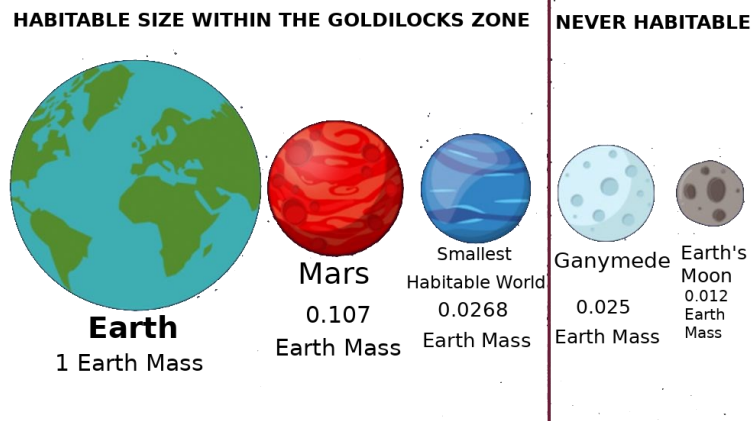 HABITABLE SIZE WITHIN THE GOLDILOCKS ZONE
NEVER HABITABLE
Earth
1 Earth Mass
Mars
0.107
Earth Mass
Smallest
Habitable World
0.0268
Earth Mass
Ganymede
0.025
Earth Mass
Earth's
Moon
0.012
Earth
Mass